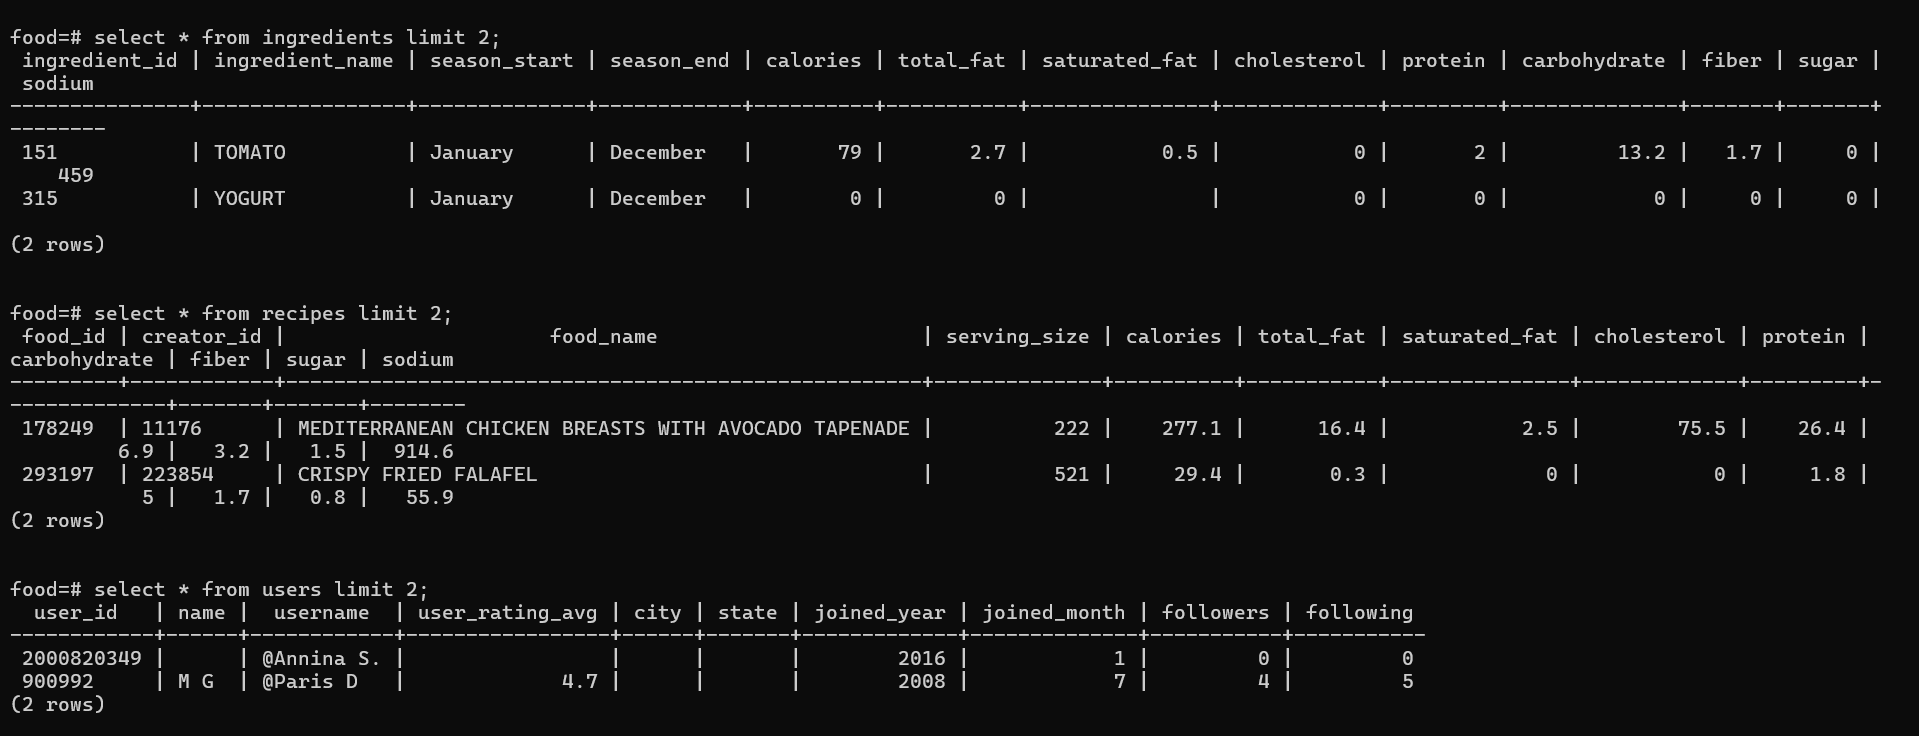 food=# select * from ingredients limit 2;
 ingredient_id | ingredient_name | season_start | season_end | calories | total_fat | saturated_fat | cholesterol | protein | carbohydrate | fiber | sugar |
 sodium
---------------+-----------------+--------------+------------+----------+-----------+---------------+-------------+---------+--------------+-------+-------+
--------
 151           | TOMATO          | January      | December   |       79 |       2.7 |           0.5 |           0 |       2 |         13.2 |   1.7 |     0 |
    459
 315           | YOGURT          | January      | December   |        0 |         0 |               |           0 |       0 |            0 |     0 |     0 |
(2 rows)
food=# select * from recipes limit 2;
 food_id | creator_id |                      food_name                      | serving_size | calories | total_fat | saturated_fat | cholesterol | protein |
carbohydrate | fiber | sugar | sodium
---------+------------+-----------------------------------------------------+--------------+----------+-----------+---------------+-------------+---------+-
-------------+-------+-------+--------
 178249  | 11176      | MEDITERRANEAN CHICKEN BREASTS WITH AVOCADO TAPENADE |          222 |    277.1 |      16.4 |           2.5 |        75.5 |    26.4 |
         6.9 |   3.2 |   1.5 |  914.6
 293197  | 223854     | CRISPY FRIED FALAFEL                                |          521 |     29.4 |       0.3 |             0 |           0 |     1.8 |
           5 |   1.7 |   0.8 |   55.9
(2 rows)
food=# select * from users limit 2;
  user_id   | name |  username  | user_rating_avg | city | state | joined_year | joined_month | followers | following
------------+------+------------+-----------------+------+-------+-------------+--------------+-----------+-----------
 2000820349 |      | @Annina S. |                 |      |       |        2016 |            1 |         0 |         0
 900992     | M G  | @Paris D   |             4.7 |      |       |        2008 |            7 |         4 |         5
(2 rows)